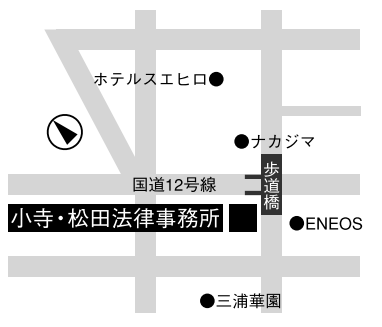 ホテルスエヒロ●
●ナカジマ
国道12号線
歩道橋
小寺・松田法律事務所
●ENEOS
●三浦華園